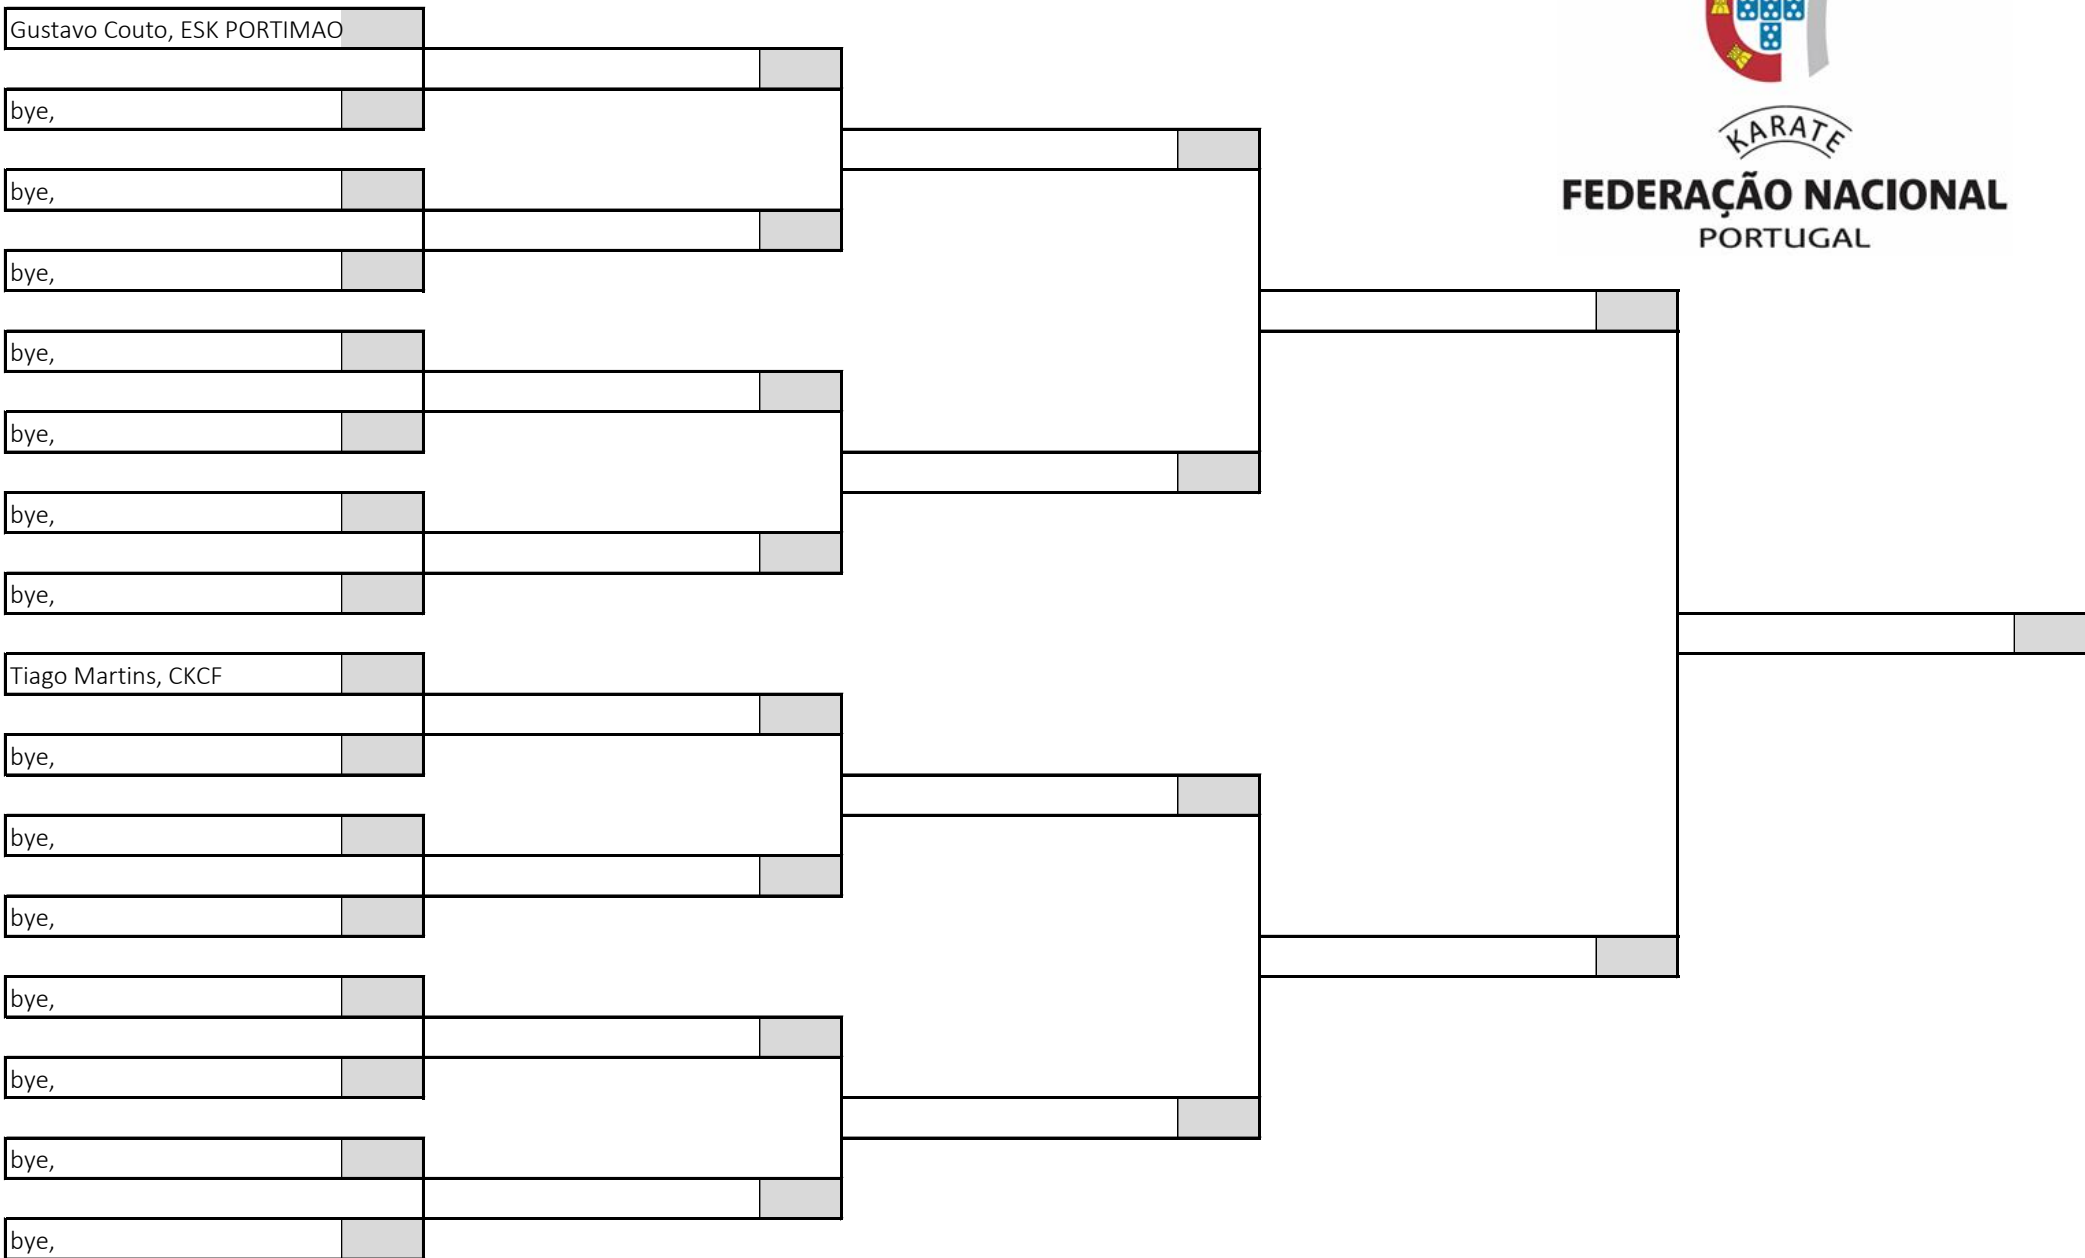 Gustavo Couto, ESK PORTIMAO
bye,
bye,
bye,
bye,
bye,
bye,
bye,
Tiago Martins, CKCF
bye,
bye,
bye,
bye,
bye,
bye,
bye,
KARATE
FEDERAÇÃO NACIONAL
PORTUGAL